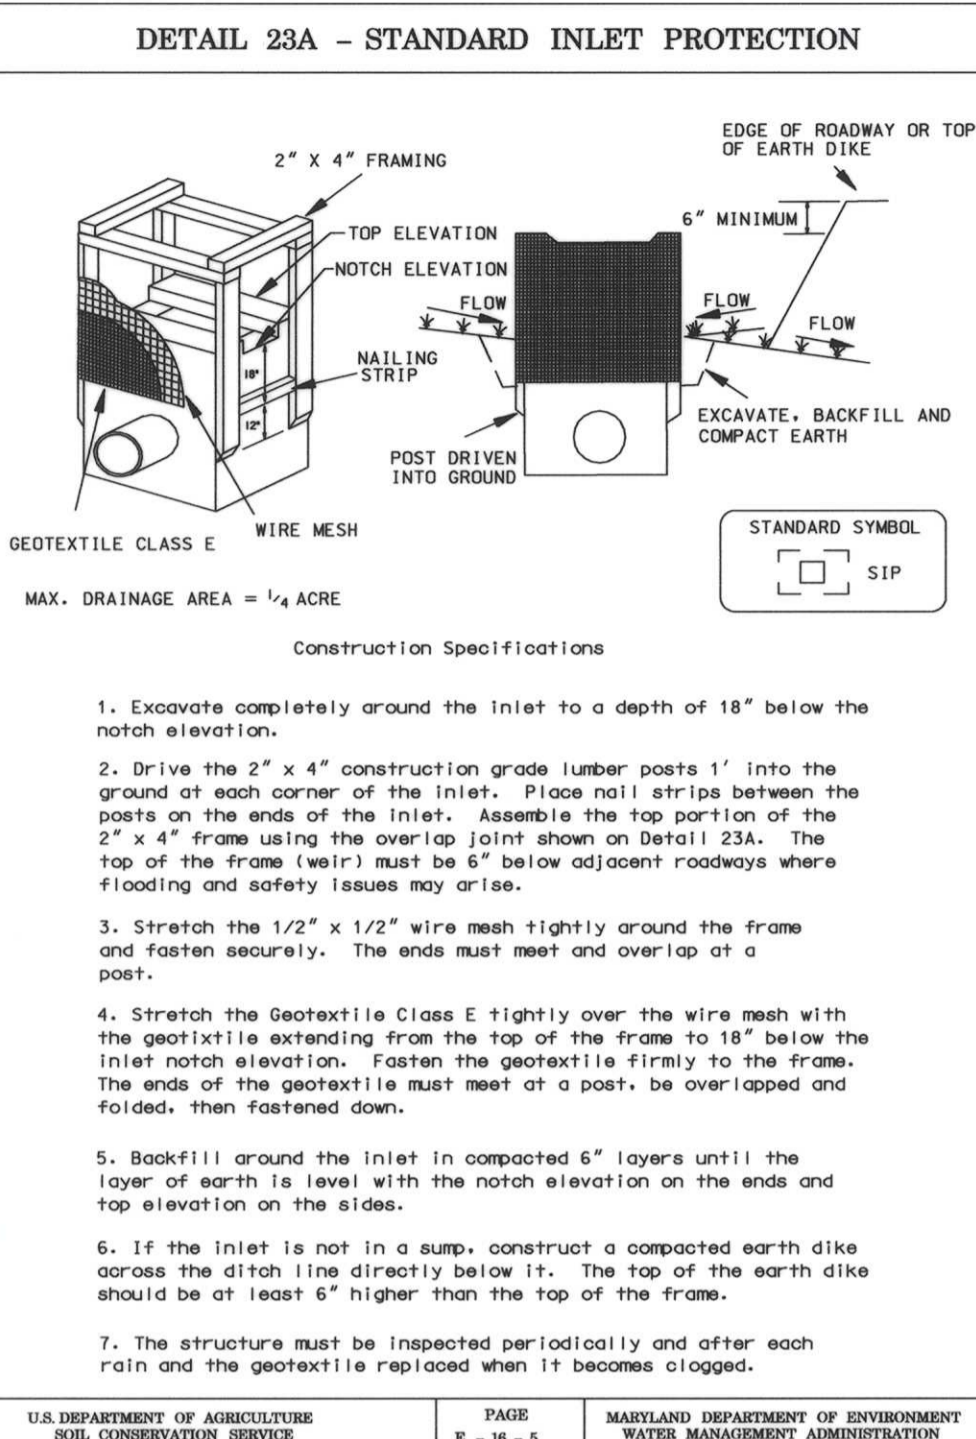 DETAIL 23A - STANDARD INLET PROTECTION
EDGE OF ROADWAY OR TOP
OF EARTH DIKE
2" X 4" FRAMING
6" MINIMUM
TOP ELEVATION
NOTCH ELEVATION
FLOW
FLOW
FLOW
NAILING
STRIP
18"
12"
EXCAVATE, BACKFILL AND
COMPACT EARTH
POST DRIVEN
INTO GROUND
WIRE MESH
GEOTEXTILE CLASS E
STANDARD SYMBOL
SIP
MAX. DRAINAGE AREA = 1/4 ACRE
Construction Specifications
1. Excavate completely around the inlet to a depth of 18" below the
notch elevation.
2. Drive the 2" x 4" construction grade lumber posts 1' into the
ground at each corner of the inlet. Place nail strips between the
posts on the ends of the inlet. Assemble the top portion of the
2" x 4" frame using the overlap joint shown on Detail 23A. The
top of the frame (weir) must be 6" below adjacent roadways where
flooding and safety issues may arise.
3. Stretch the 1/2" x 1/2" wire mesh tightly around the frame
and fasten securely. The ends must meet and overlap at a
post.
4. Stretch the Geotextile Class E tightly over the wire mesh with
the geotixtile extending from the top of the frame to 18" below the
inlet notch elevation. Fasten the geotextile firmly to the frame.
The ends of the geotextile must meet at a post, be overlapped and
folded, then fastened down.
5. Backfill around the inlet in compacted 6" layers until the
layer of earth is level with the notch elevation on the ends and
top elevation on the sides.
6. If the inlet is not in a sump, construct a compacted earth dike
across the ditch line directly below it. The top of the earth dike
should be at least 6" higher than the top of the frame.
7. The structure must be inspected periodically and after each
rain and the geotextile replaced when it becomes clogged.
U.S. DEPARTMENT OF AGRICULTURE
SOIL CONSERVATION SERVICE
PAGE
E - 16 - 5
MARYLAND DEPARTMENT OF ENVIRONMENT
WATER MANAGEMENT ADMINISTRATION